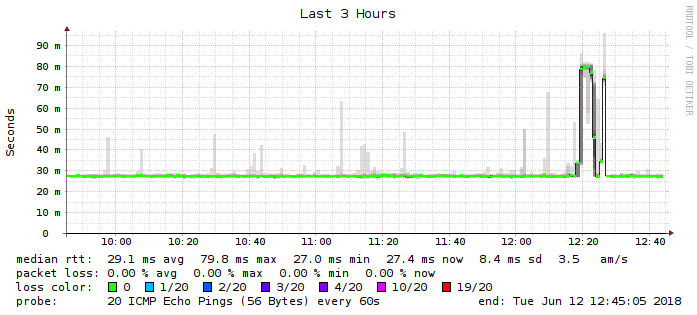 Last 3 Hours
RRDTOOL / TOBI OETIKER
Seconds
90 m
80 m
70 m
60 m
50 m
40 m
30 m
20 m
10 m
0
10:00 10:20 10:40 11:00 11:20 11:40 12:00 12:20 12:40
median rtt: 29.1 ms avg 79.8 ms max 27.0 ms min 27.4 ms now 8.4 ms sd 3.5 am/s
packet loss: 0.00 % avg 0.00 % max 0.00 % min 0.00 % now
loss color: 0 1/20 2/20 3/20 4/20 10/20 19/20
probe: 20 ICMP Echo Pings (56 Bytes) every 60s end: Tue Jun 12 12:45:05 2018